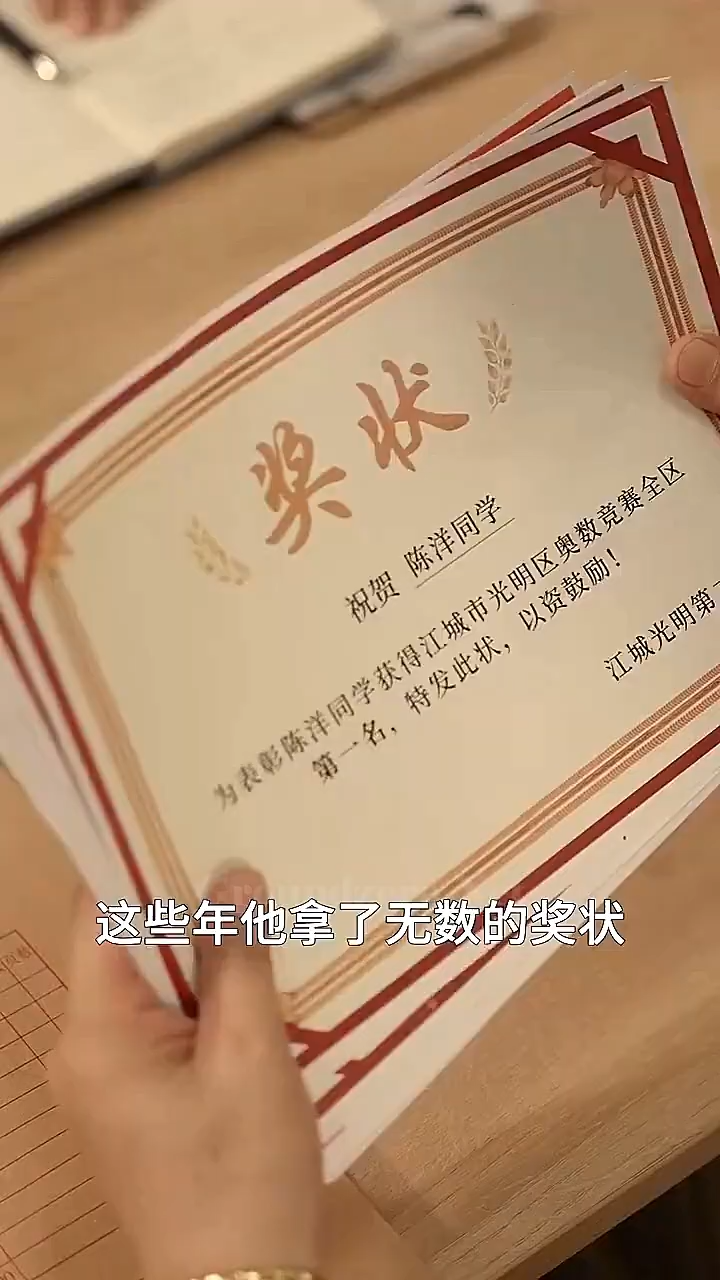 奖状
祝贺 陈洋同学
为表彰陈洋同学获得江城市光明区奥数竞赛全区
第一名，特发此状，以资鼓励！
江城光明第一
这些年他拿了无数的奖状